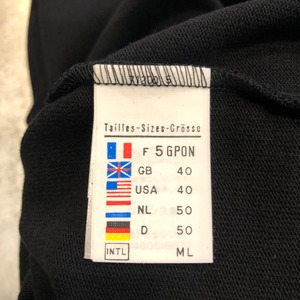 Tailles-Sizes-Grösse
F 5GPON
GB 40
USA 40
NL 50
D 50
INTL ML